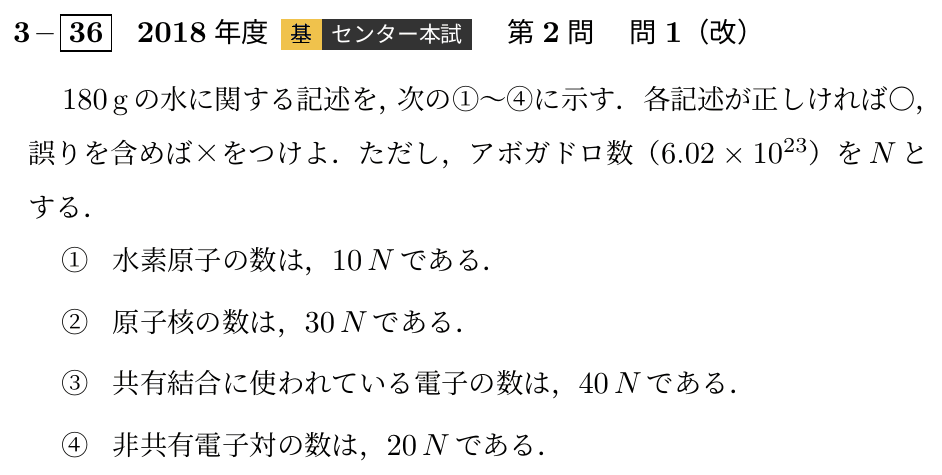 3-36 2018 年度 基 センター本試 第 2 問 問 1（改）
180 g の水に関する記述を，次の①〜④に示す．各記述が正しければ○，
誤りを含めば×をつけよ．ただし，アボガドロ数（6.02 × 10²³）を N と
する．
① 水素原子の数は，10 N である．
② 原子核の数は，30 N である．
③ 共有結合に使われている電子の数は，40 N である．
④ 非共有電子対の数は，20 N である．